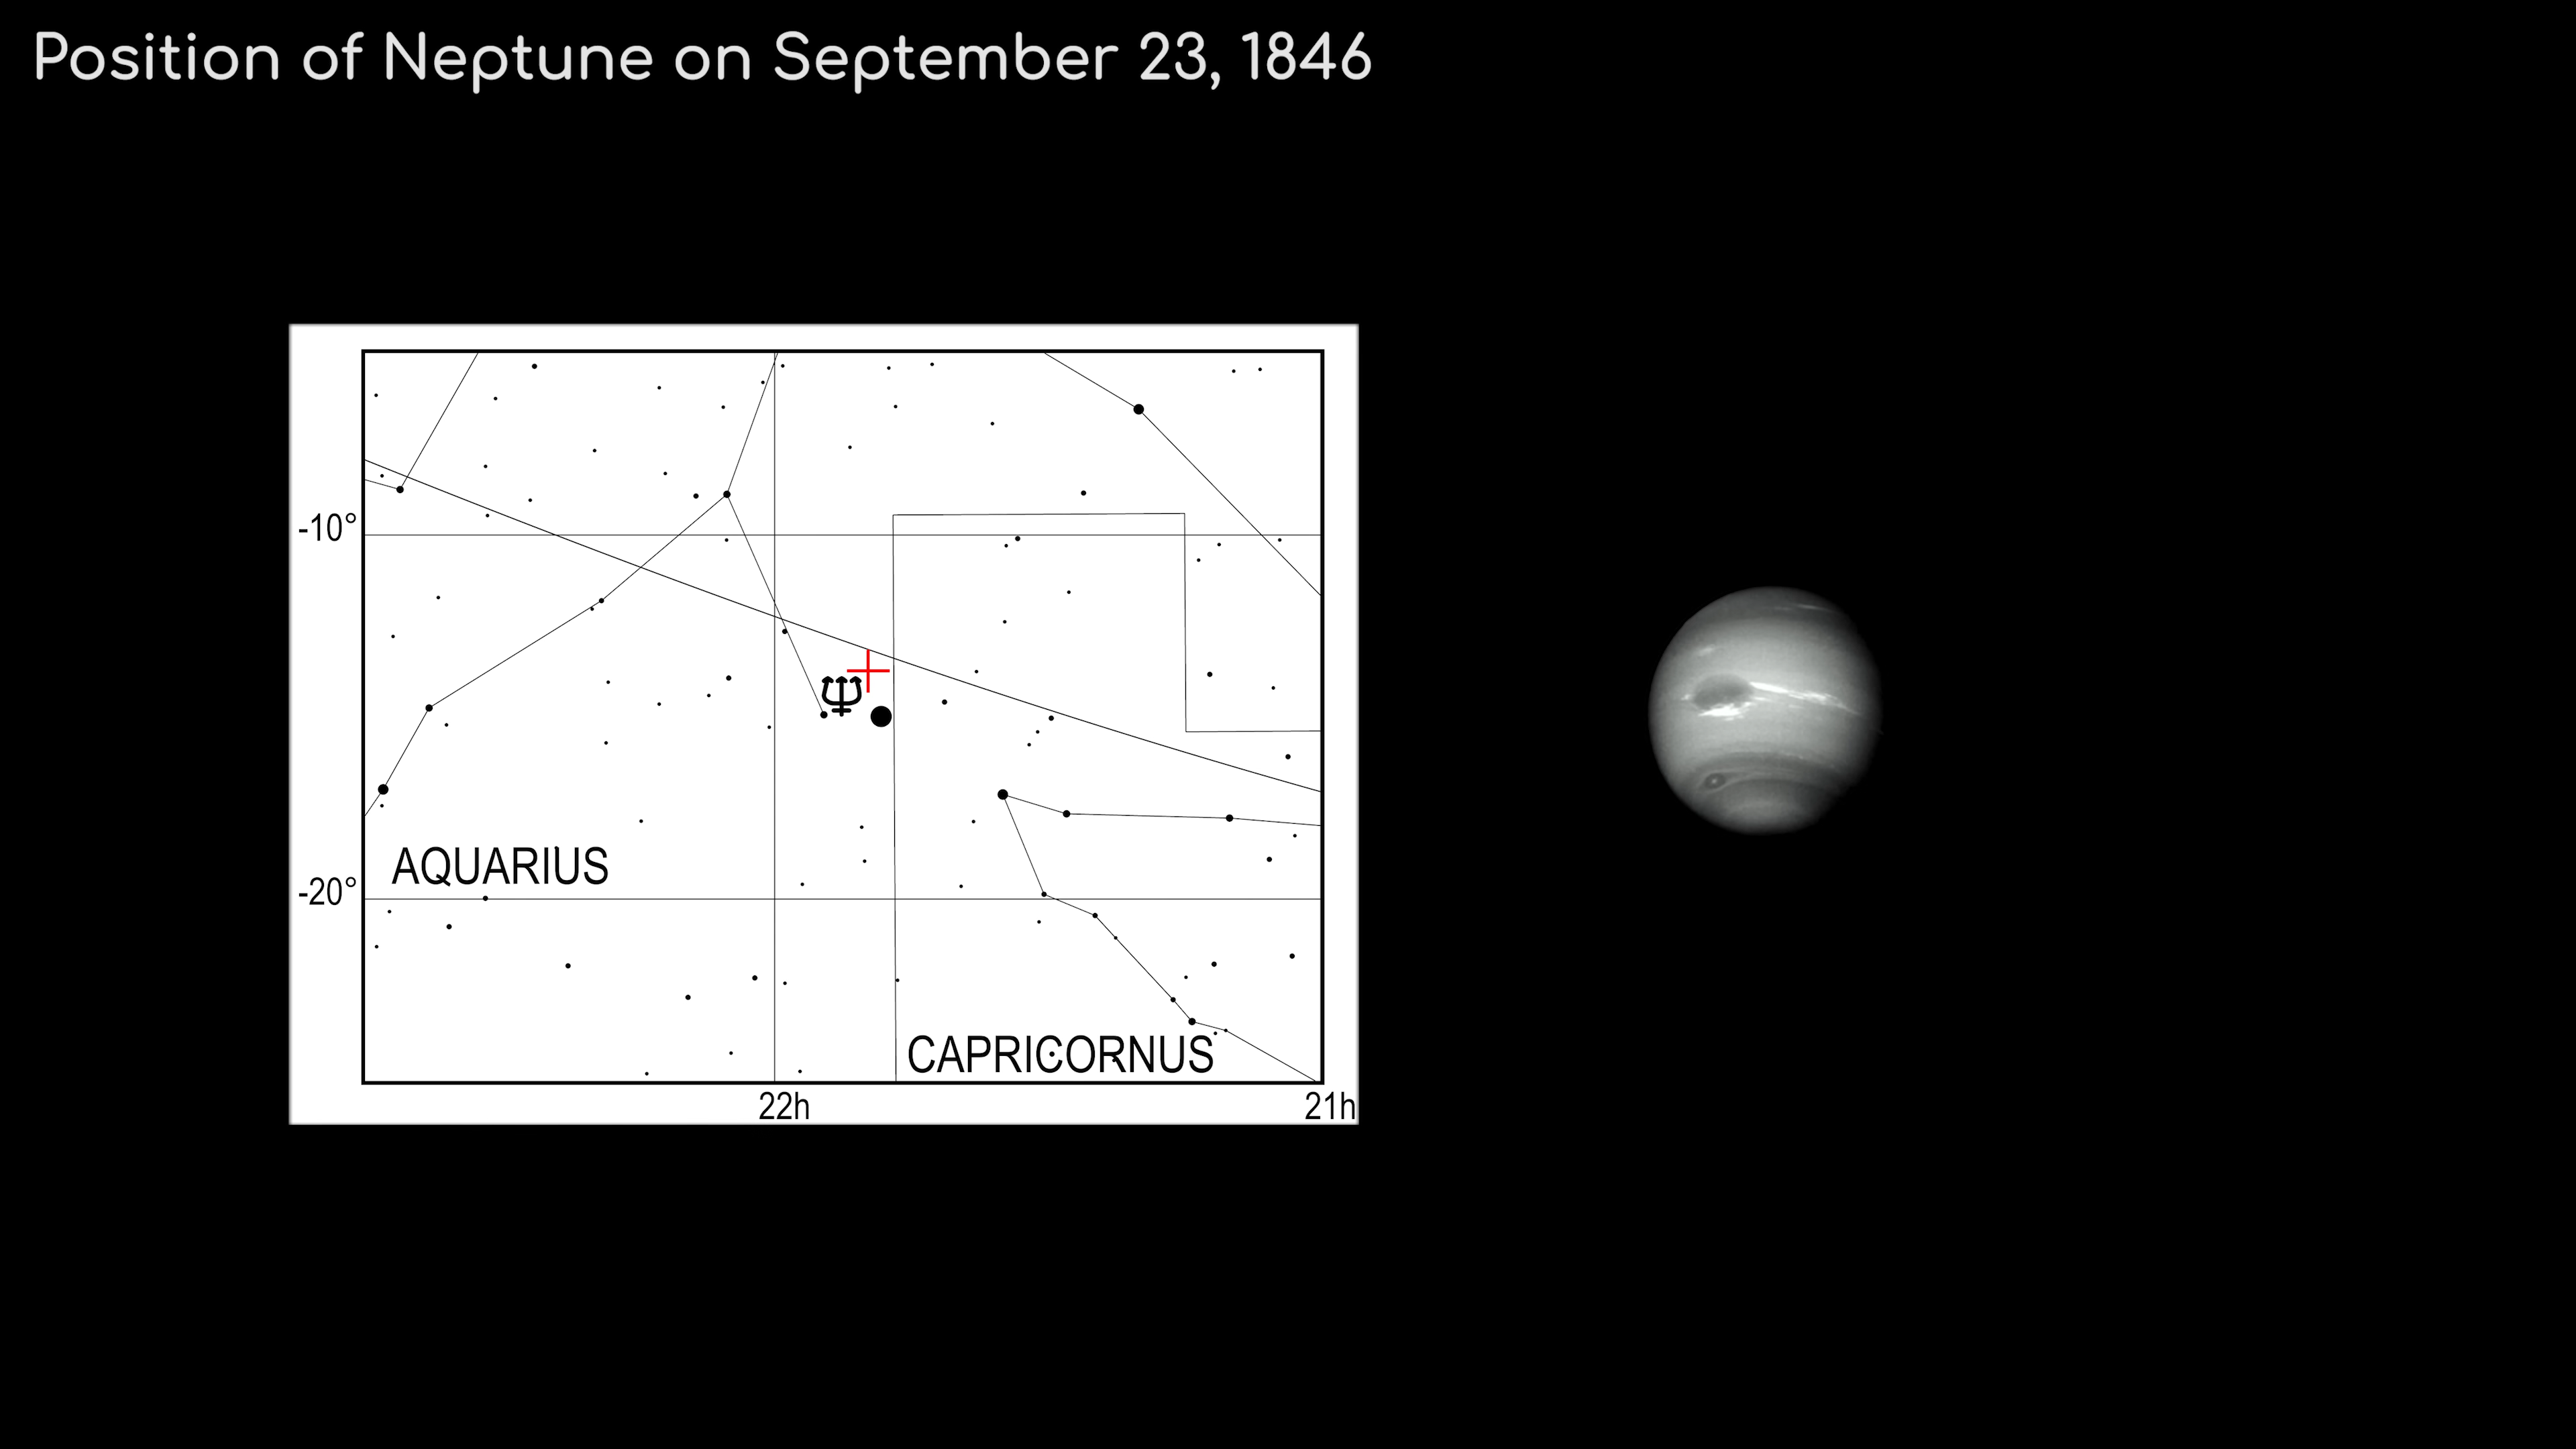 Position of Neptune on September 23, 1846
-10°
♆
AQUARIUS
-20°
CAPRICORNUS
22h
21h